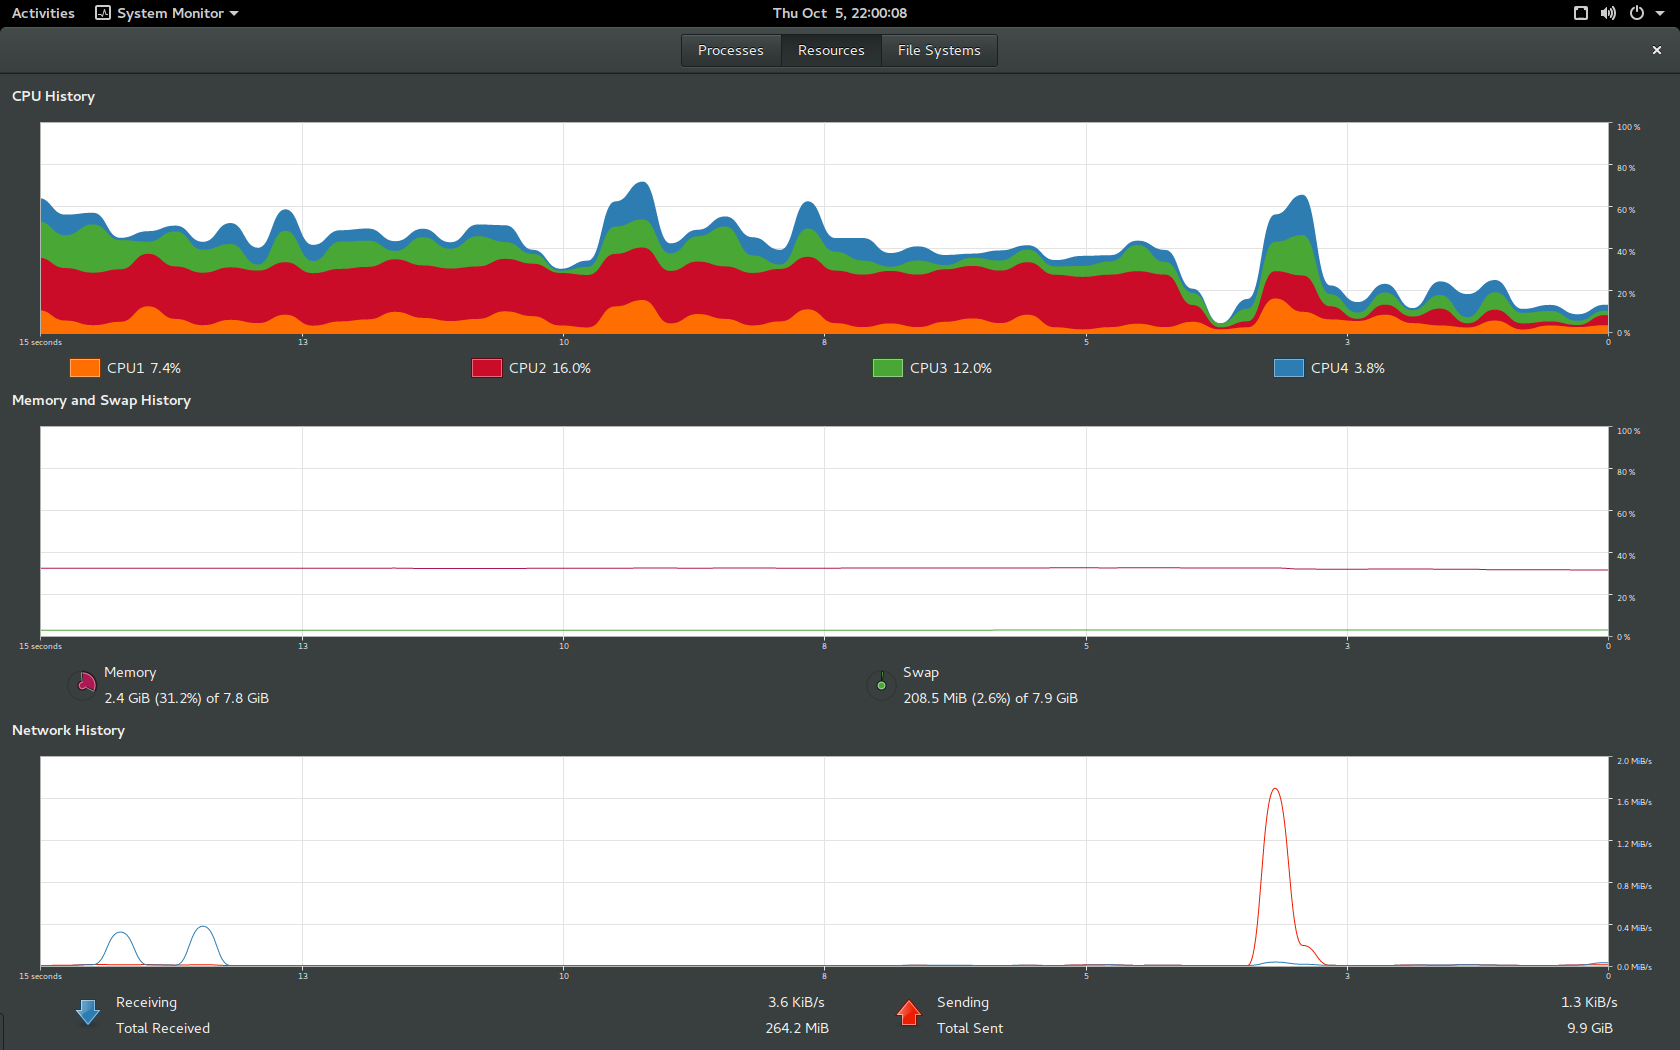 Activities System Monitor Thu Oct 5, 22:00:08
Processes Resources File Systems
CPU History
100 %
80 %
60 %
40 %
20 %
0 %
15 seconds 13 10 8 5 3 0
CPU1 7.4% CPU2 16.0% CPU3 12.0% CPU4 3.8%
Memory and Swap History
100 %
80 %
60 %
40 %
20 %
0 %
15 seconds 13 10 8 5 3 0
Memory Swap
2.4 GiB (31.2%) of 7.8 GiB 208.5 MiB (2.6%) of 7.9 GiB
Network History
2.0 MiB/s
1.6 MiB/s
1.2 MiB/s
0.8 MiB/s
0.4 MiB/s
0.0 MiB/s
15 seconds 13 10 8 5 3 0
Receiving 3.6 KiB/s Sending 1.3 KiB/s
Total Received 264.2 MiB Total Sent 9.9 GiB